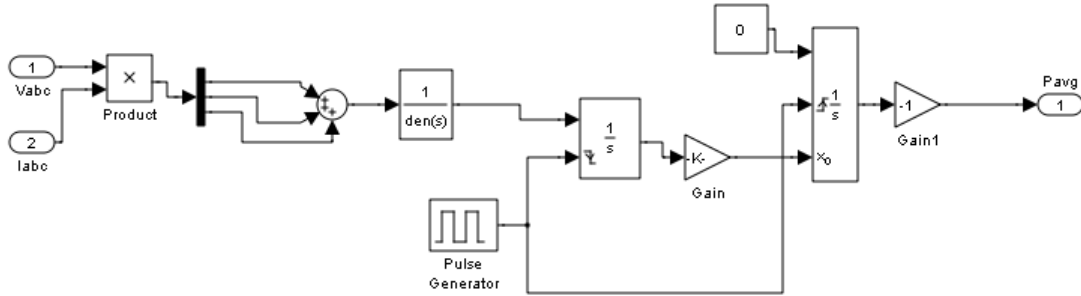 1
Vabc
2
Iabc
×
Product
+
+
+
1
den(s)
1
s
Pulse
Generator
-K-
Gain
0
1
s
x₀
-1
Gain1
Pavg
1